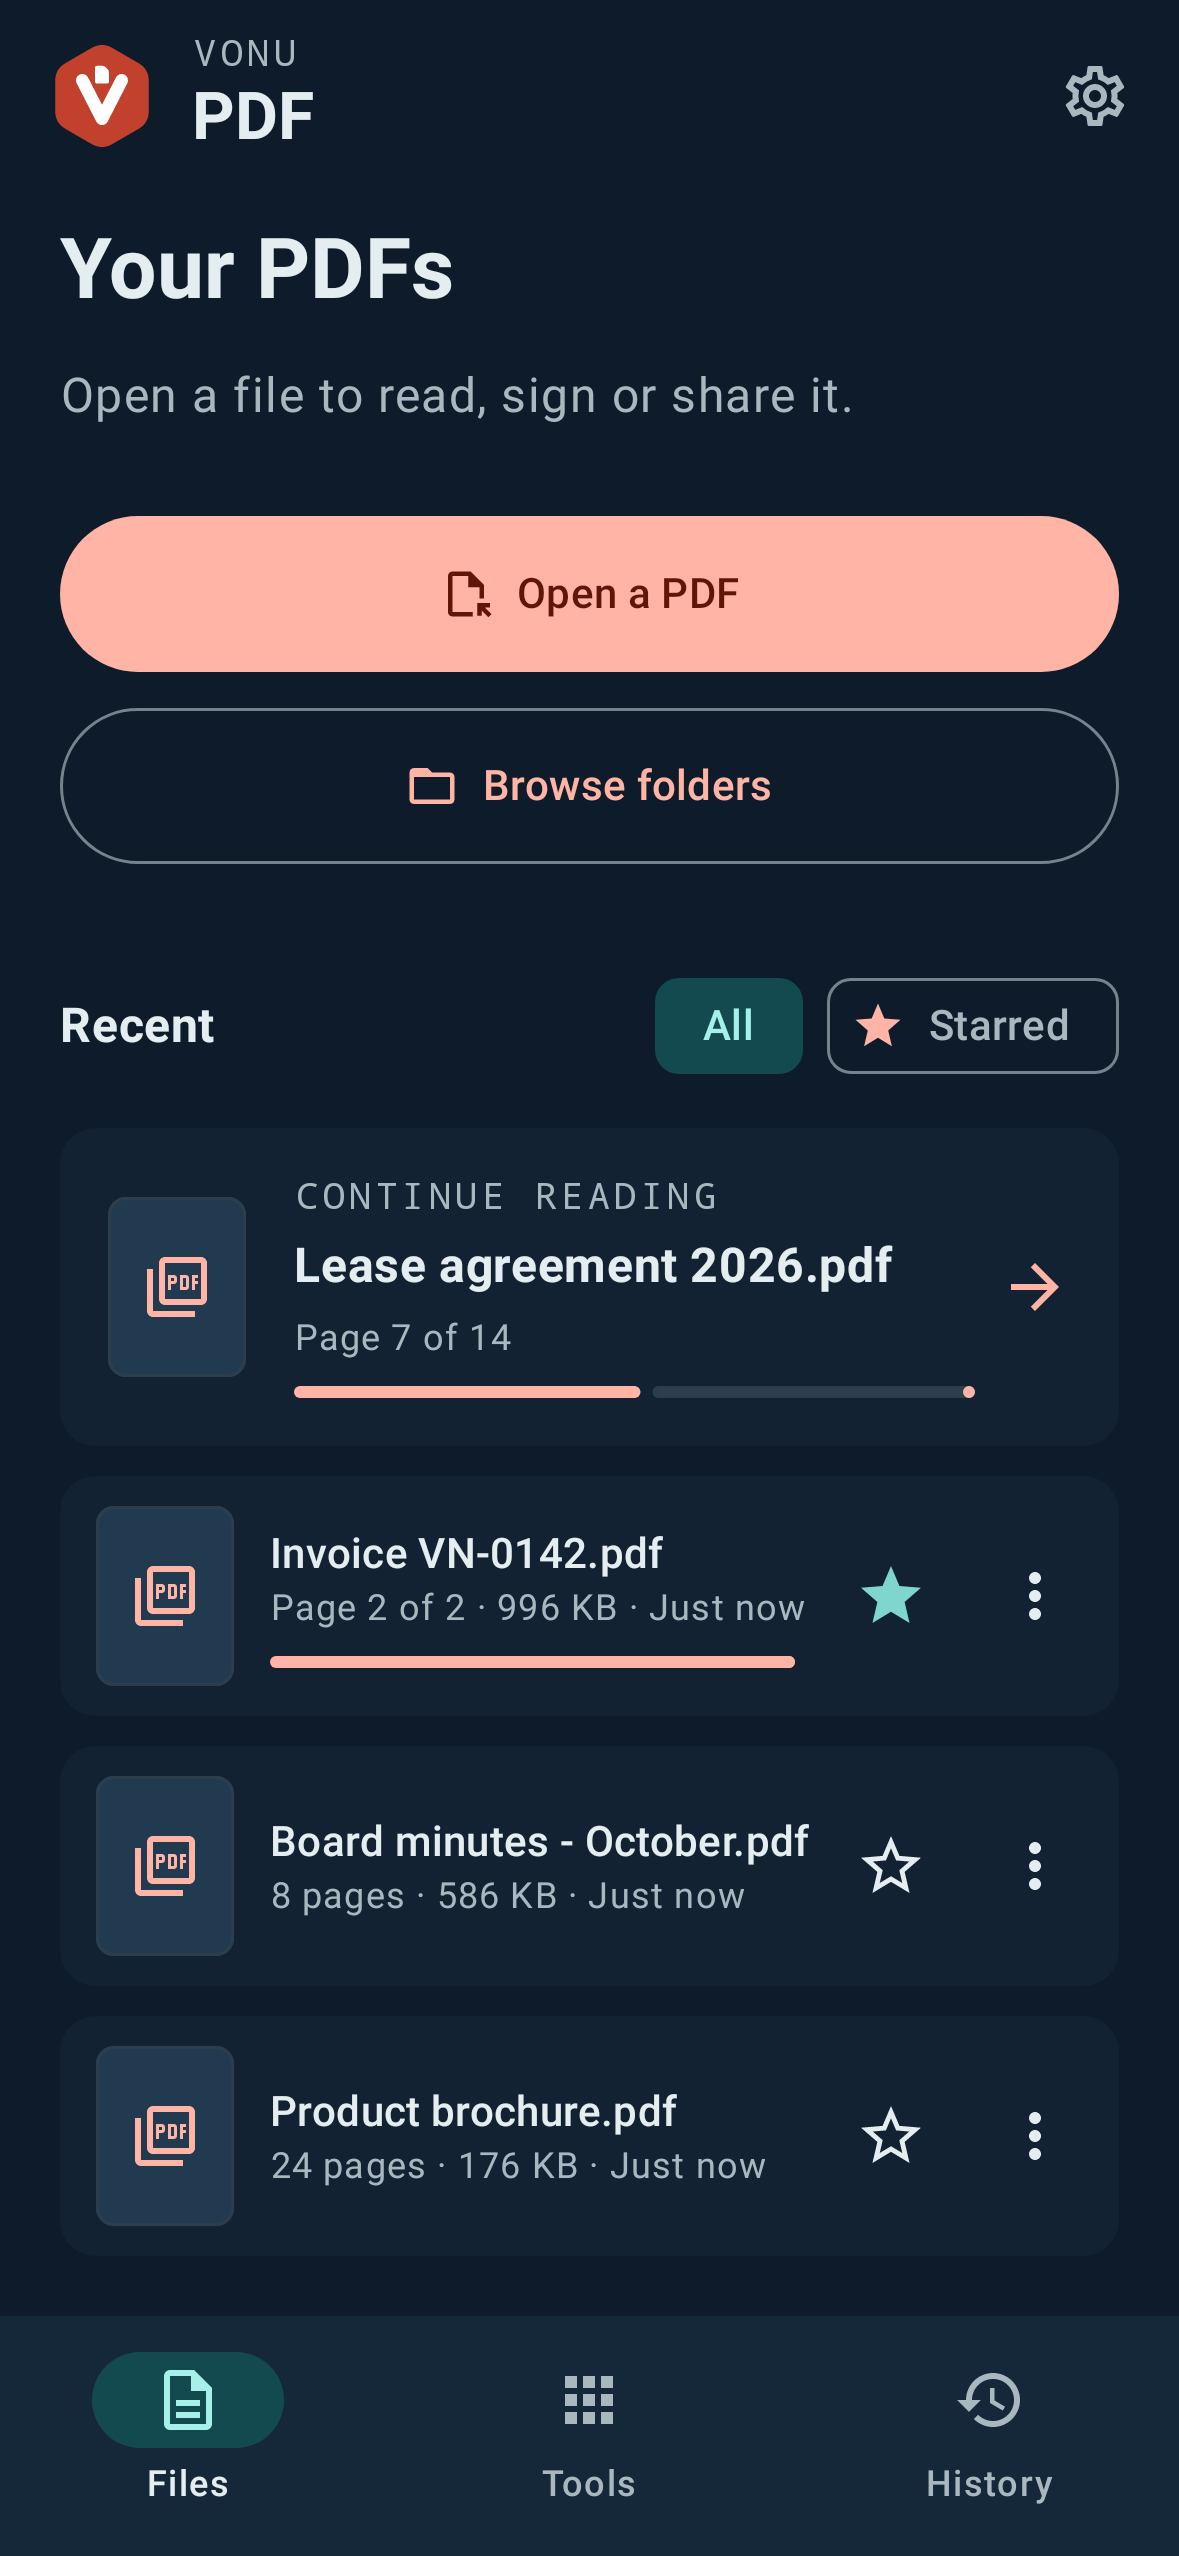 VONU
PDF
Your PDFs
Open a file to read, sign or share it.
Open a PDF
Browse folders
Recent
All
Starred
CONTINUE READING
PDF
Lease agreement 2026.pdf
Page 7 of 14
PDF
Invoice VN-0142.pdf
Page 2 of 2 · 996 KB · Just now
PDF
Board minutes - October.pdf
8 pages · 586 KB · Just now
PDF
Product brochure.pdf
24 pages · 176 KB · Just now
Files
Tools
History